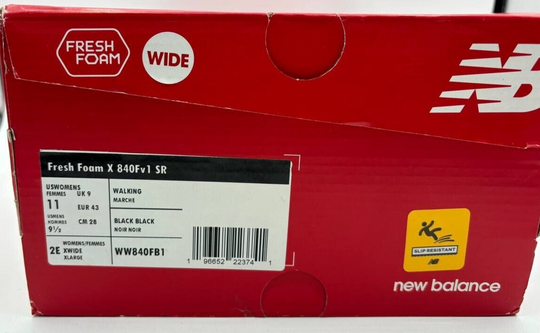 FRESH
FOAM
WIDE
NB
Fresh Foam X 840Fv1 SR
USWOMENS
FEMMES UK 9
11 EUR 43
USMENS
HOMMES CM 28
9½
WALKING
MARCHE
BLACK BLACK
NOIR NOIR
WOMENS/FEMMES
2E XWIDE
XLARGE
WW840FB1
1 96652 22374 1
SLIP RESISTANT
NB
new balance